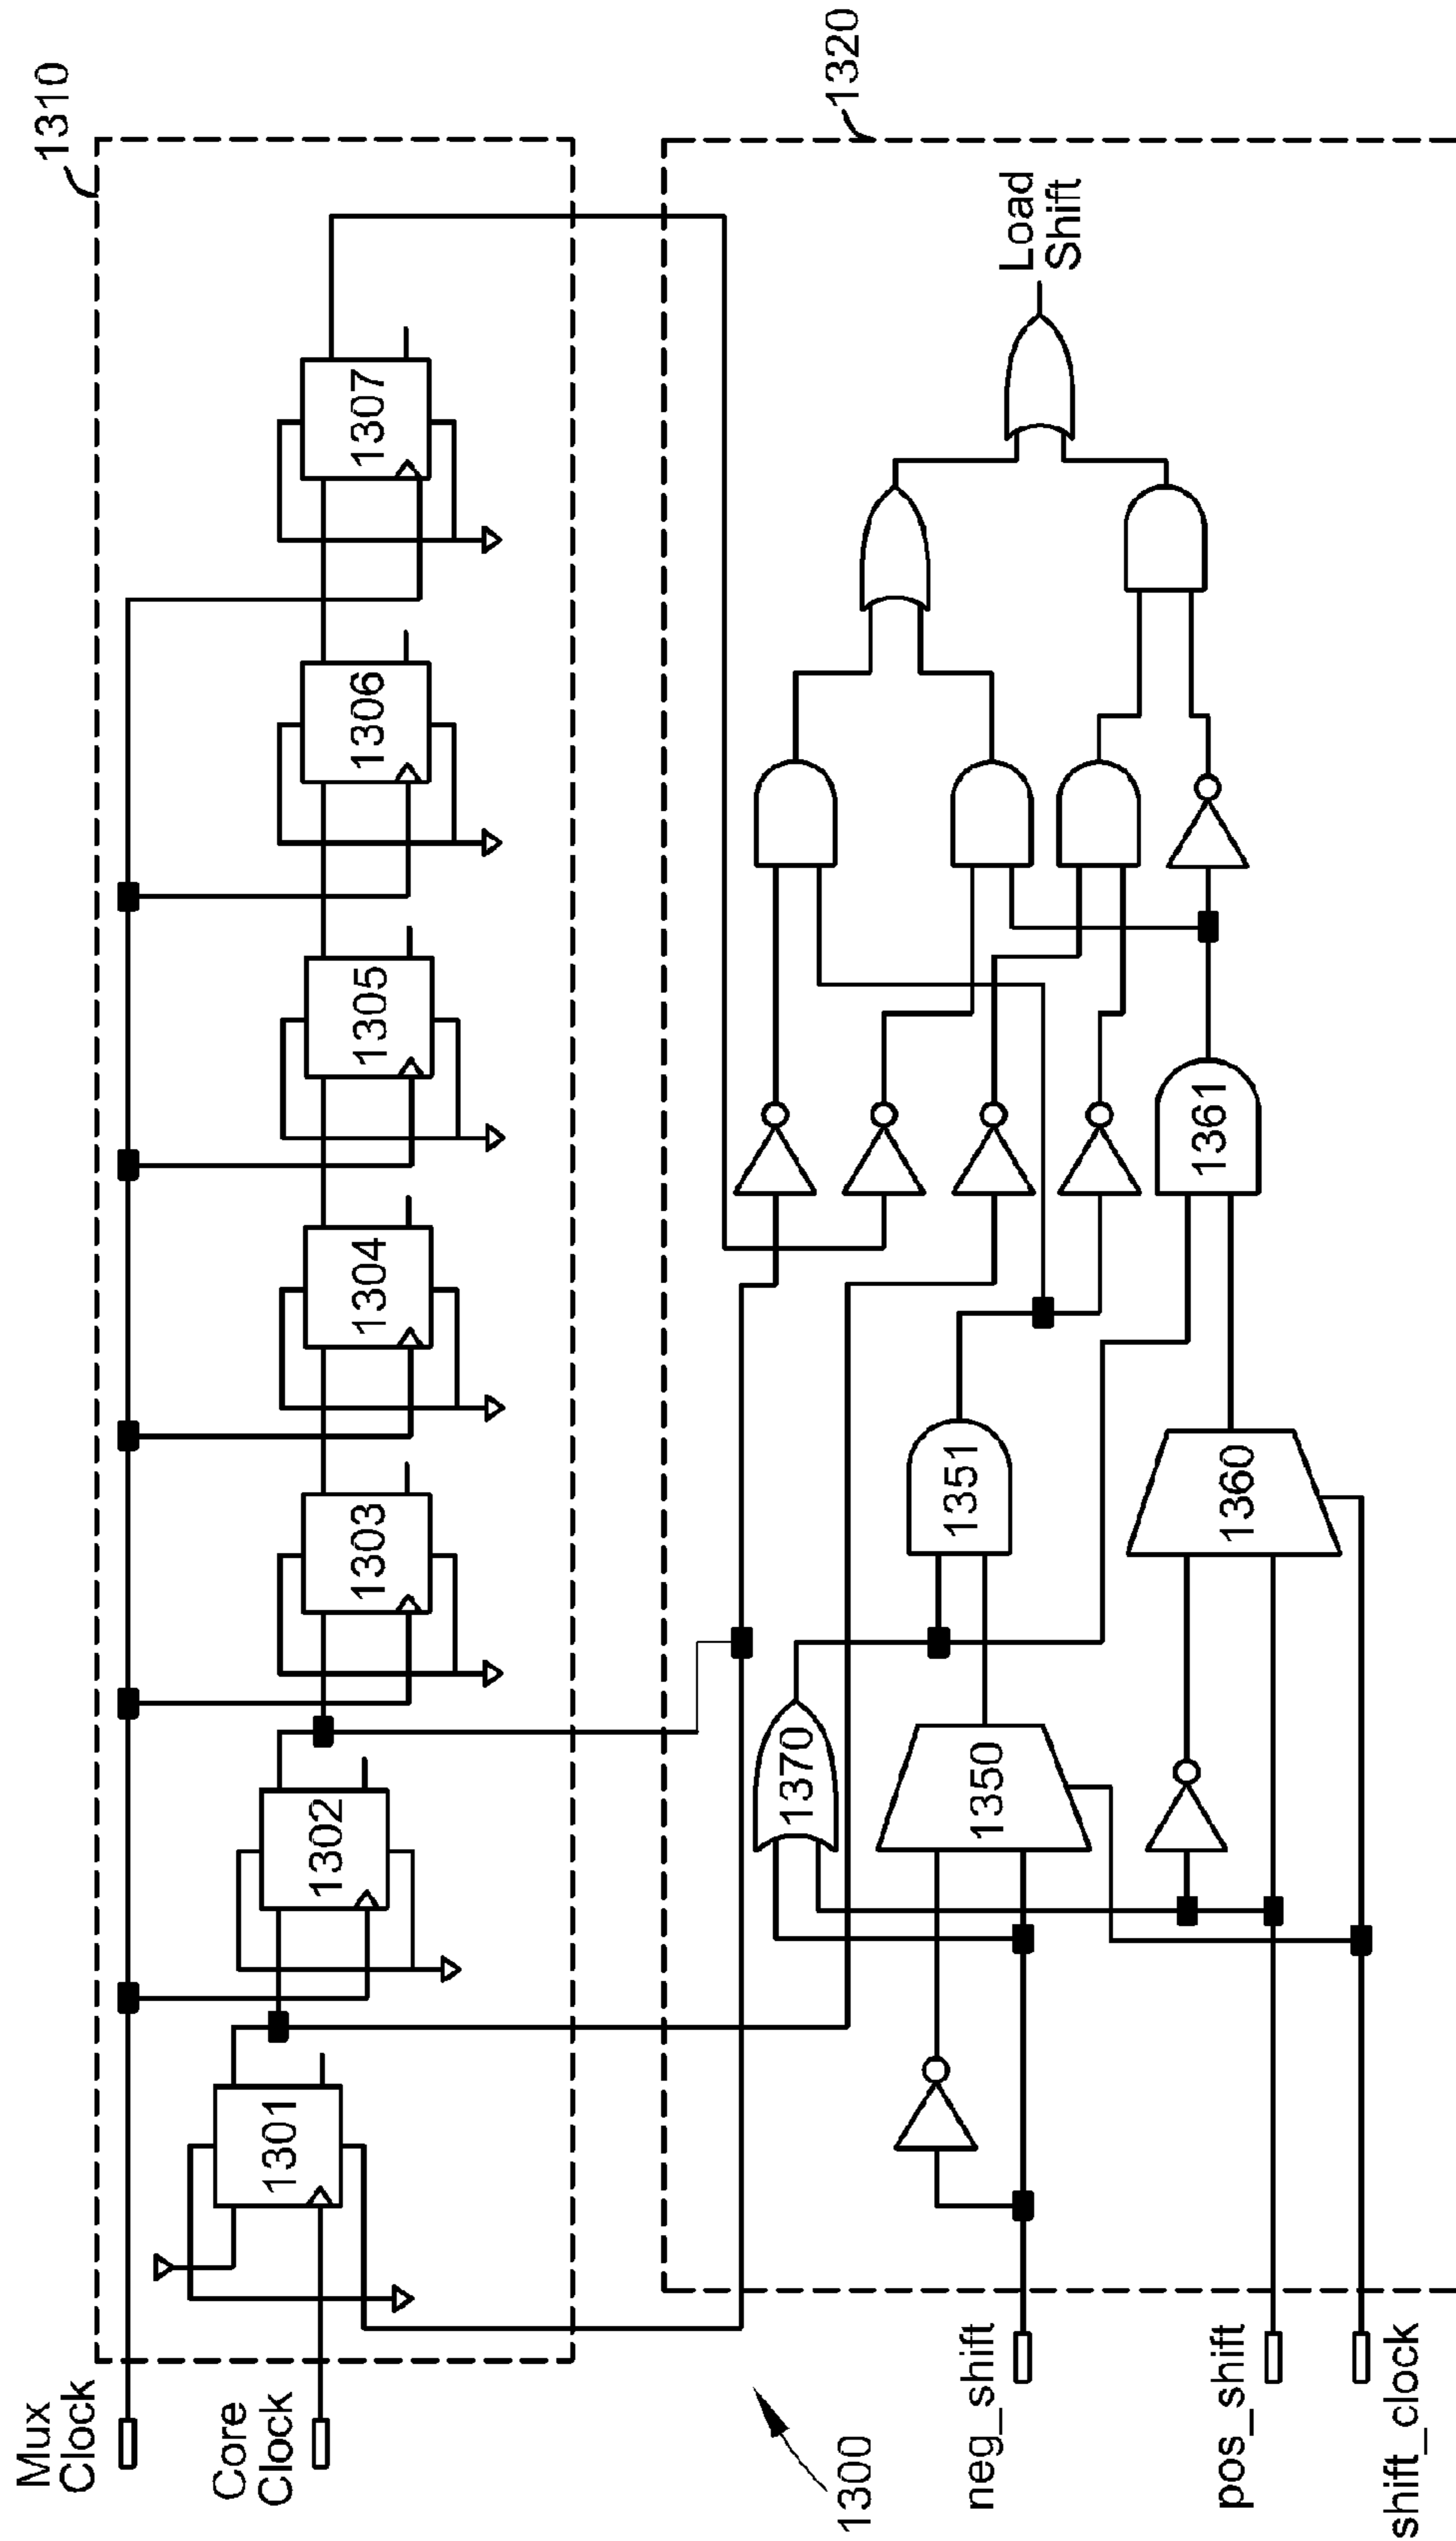 Mux
Clock
Core
Clock
1310
1301
1302
1303
1304
1305
1306
1307
1300
1320
neg_shift
pos_shift
shift_clock
1370
1350
1351
1360
1361
Load
Shift